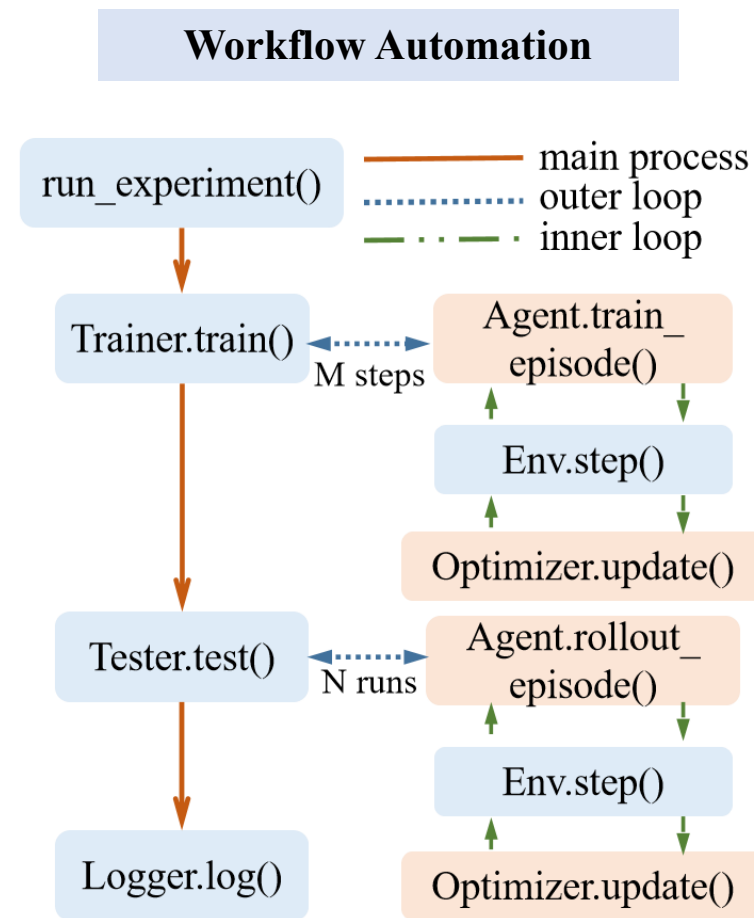 Workflow Automation
run_experiment()
main process
outer loop
inner loop
Trainer.train()
M steps
Agent.train_
episode()
Env.step()
Optimizer.update()
Tester.test()
N runs
Agent.rollout_
episode()
Env.step()
Logger.log()
Optimizer.update()